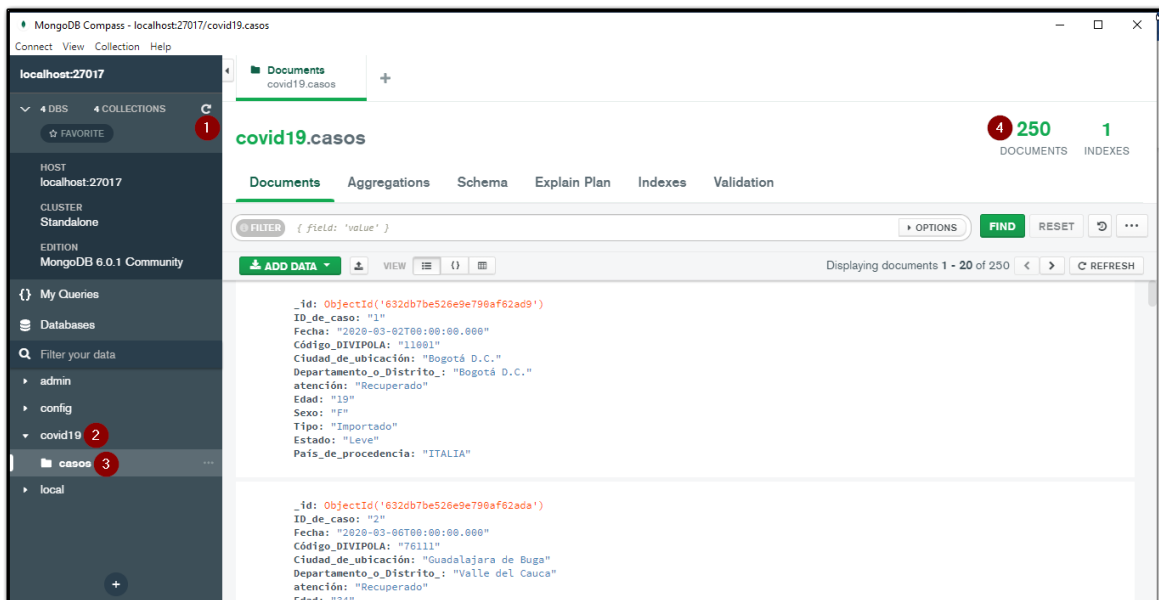 MongoDB Compass - localhost:27017/covid19.casos
Connect View Collection Help
localhost:27017
4 DBS 4 COLLECTIONS
1
FAVORITE
HOST
localhost:27017
CLUSTER
Standalone
EDITION
MongoDB 6.0.1 Community
{} My Queries
Databases
Filter your data
admin
config
covid19 2
casos 3 ...
local
+
Documents
covid19.casos
+
covid19.casos
4 250
DOCUMENTS
1
INDEXES
Documents Aggregations Schema Explain Plan Indexes Validation
FILTER { field: 'value' } OPTIONS FIND RESET ...
ADD DATA VIEW {} Displaying documents 1 - 20 of 250 < > REFRESH
_id: ObjectId('632db7be526e9e790af62ad9')
ID_de_caso: "1"
Fecha: "2020-03-02T00:00:00.000"
Código_DIVIPOLA: "11001"
Ciudad_de_ubicación: "Bogotá D.C."
Departamento_o_Distrito_: "Bogotá D.C."
atención: "Recuperado"
Edad: "19"
Sexo: "F"
Tipo: "Importado"
Estado: "Leve"
País_de_procedencia: "ITALIA"
_id: ObjectId('632db7be526e9e790af62ada')
ID_de_caso: "2"
Fecha: "2020-03-06T00:00:00.000"
Código_DIVIPOLA: "76111"
Ciudad_de_ubicación: "Guadalajara de Buga"
Departamento_o_Distrito_: "Valle del Cauca"
atención: "Recuperado"
Edad: "34"